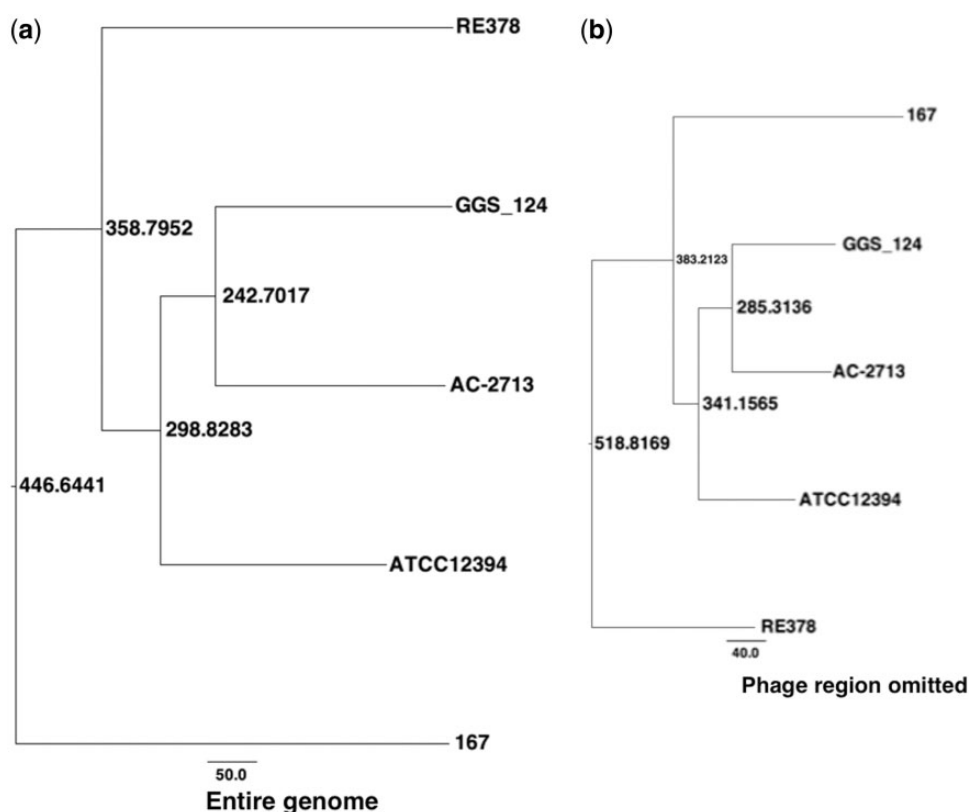 (a)
RE378
GGS_124
358.7952
242.7017
AC-2713
298.8283
446.6441
ATCC12394
167
50.0
Entire genome
(b)
167
GGS_124
383.2123
285.3136
AC-2713
341.1565
518.8169
ATCC12394
RE378
40.0
Phage region omitted